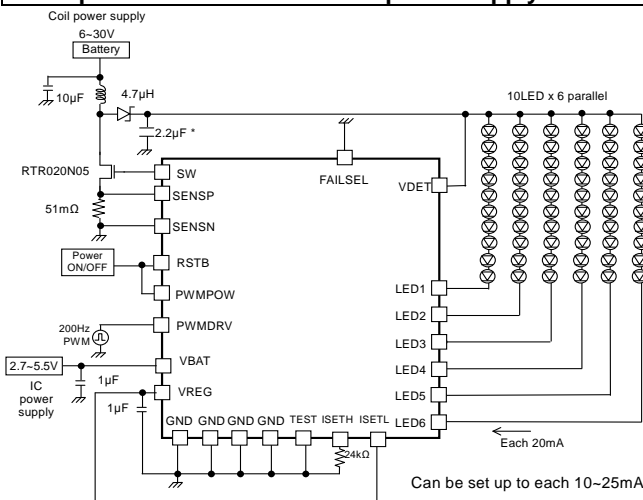 Coil power supply
6~30V
Battery
10µF
4.7µH
2.2µF *
10LED x 6 parallel
RTR020N05
SW
FAILSEL
VDET
SENSP
51mΩ
SENSN
Power
ON/OFF
RSTB
PWMPOW
LED1
LED2
200Hz
PWM
PWMDRV
LED3
2.7~5.5V
VBAT
LED4
IC
power
supply
1µF
VREG
LED5
1µF
GND GND GND GND TEST ISETH ISETL
LED6
24kΩ
Each 20mA
Can be set up to each 10~25mA